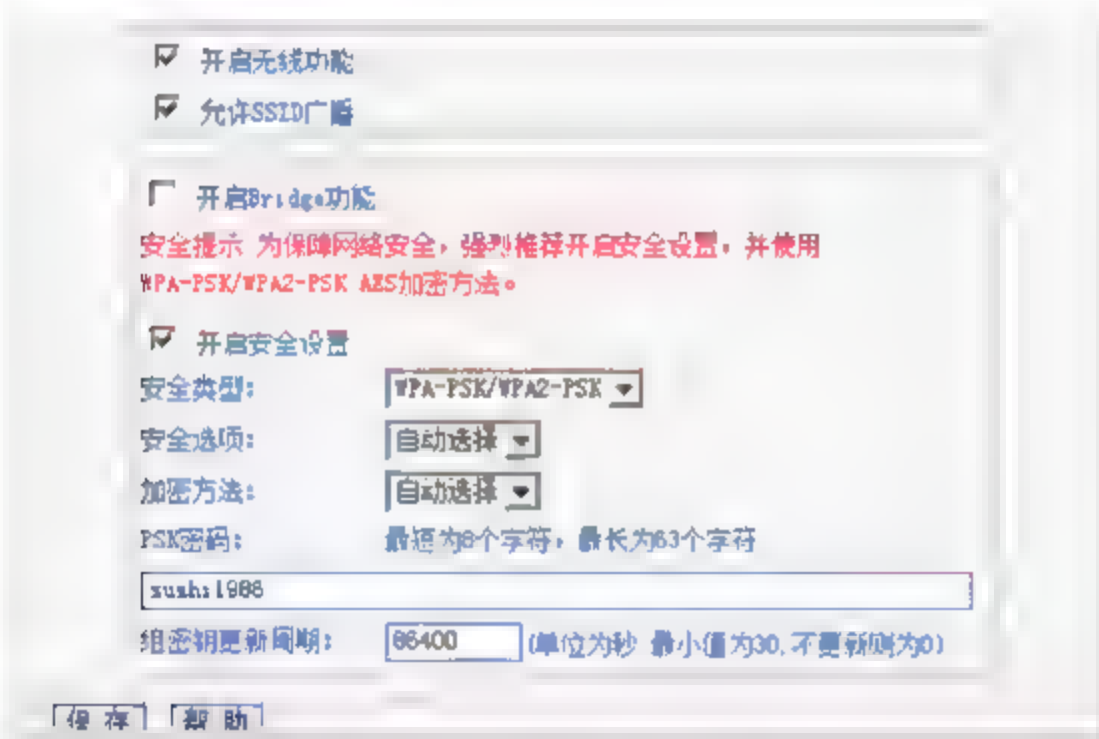 开启无线功能
允许SSID广播
开启Bridge功能
安全提示 为保障网络安全，强烈推荐开启安全设置，并使用
WPA-PSK/WPA2-PSK AES加密方法。
开启安全设置
安全类型： WPA-PSK/WPA2-PSK
安全选项： 自动选择
加密方法： 自动选择
PSK密码： 最短为8个字符，最长为63个字符
组密钥更新周期： 86400 (单位为秒 最小值为30,不更新则为0)
保存 帮助